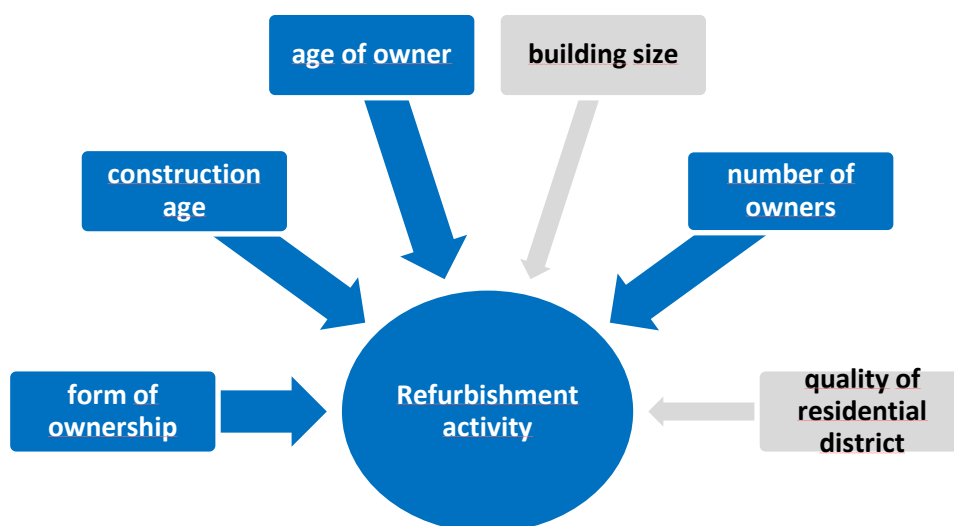 age of owner
building size
construction
age
number of
owners
form of
ownership
Refurbishment
activity
quality of
residential
district